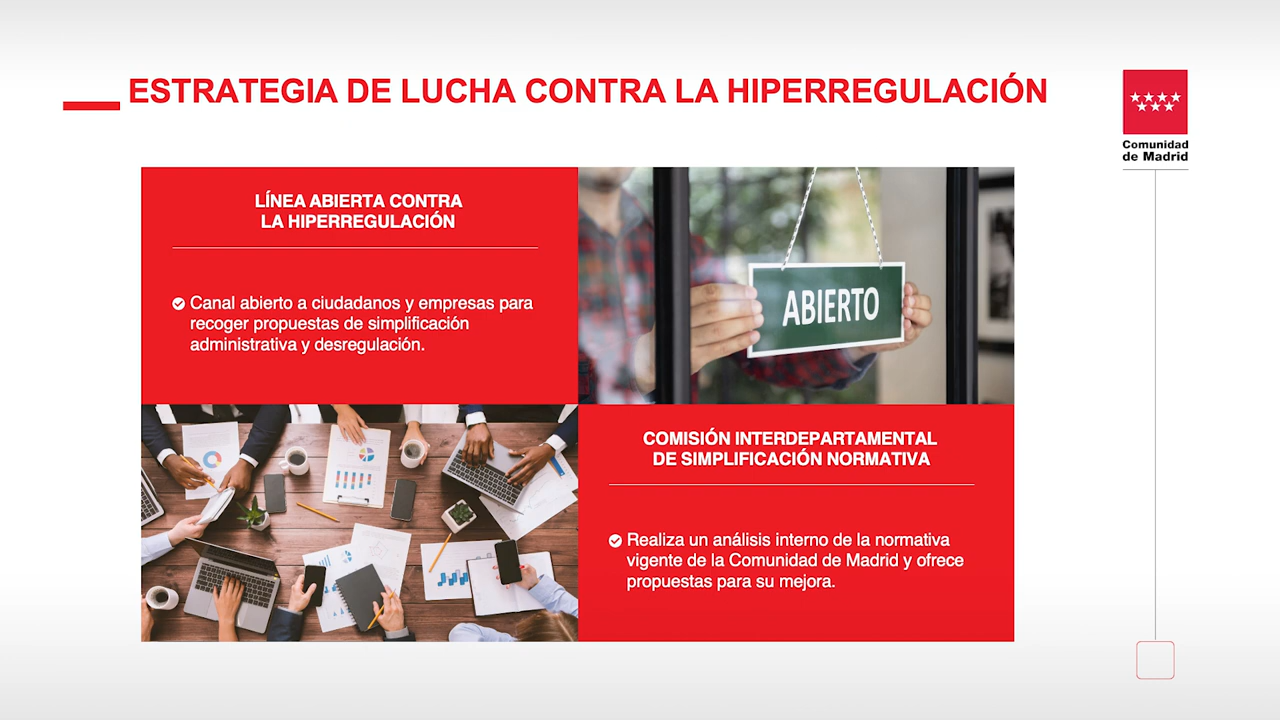 ESTRATEGIA DE LUCHA CONTRA LA HIPERREGULACIÓN
Comunidad
de Madrid
LÍNEA ABIERTA CONTRA
LA HIPERREGULACIÓN
Canal abierto a ciudadanos y empresas para
recoger propuestas de simplificación
administrativa y desregulación.
ABIERTO
COMISIÓN INTERDEPARTAMENTAL
DE SIMPLIFICACIÓN NORMATIVA
Realiza un análisis interno de la normativa
vigente de la Comunidad de Madrid y ofrece
propuestas para su mejora.